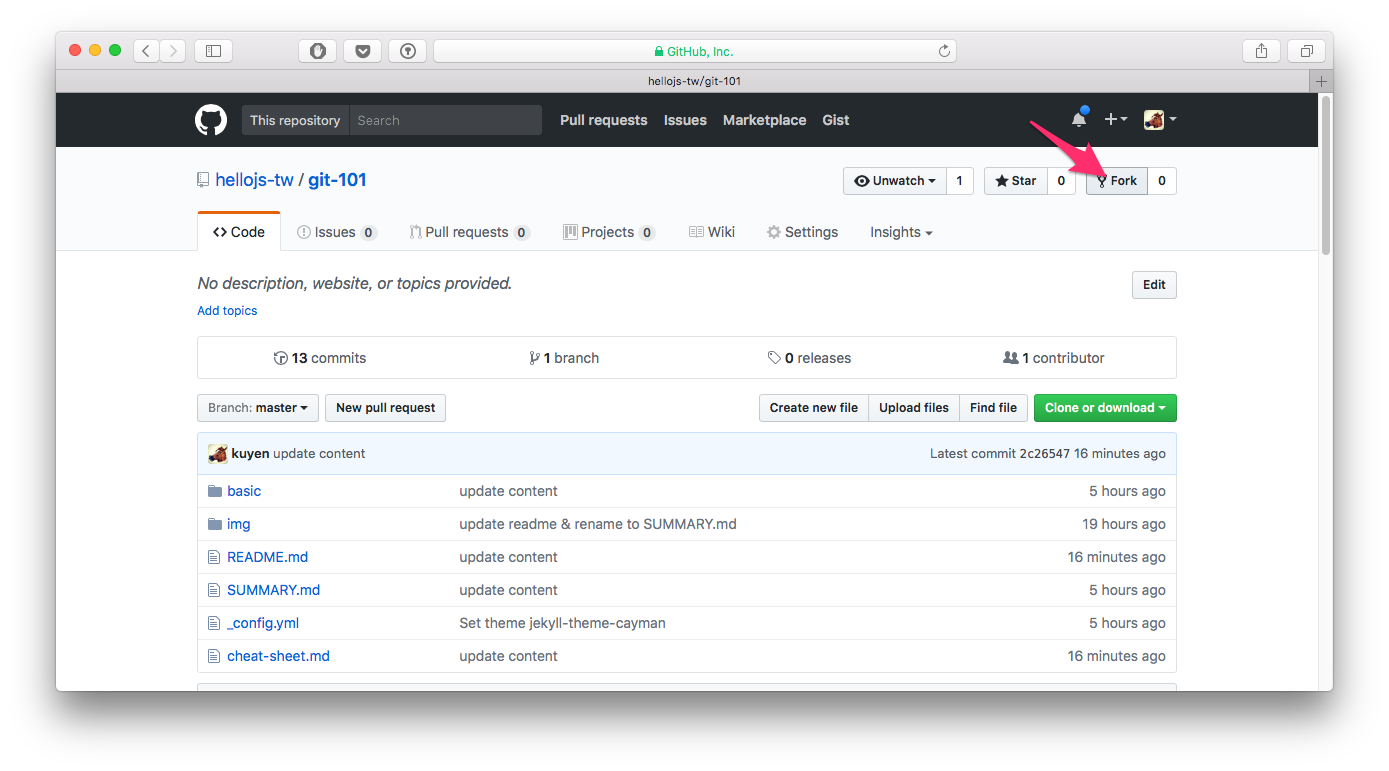 GitHub, Inc.
hellojs-tw/git-101
This repository Search Pull requests Issues Marketplace Gist
hellojs-tw / git-101 Unwatch 1 Star 0 Fork 0
Code Issues 0 Pull requests 0 Projects 0 Wiki Settings Insights
No description, website, or topics provided. Edit
Add topics
13 commits 1 branch 0 releases 1 contributor
Branch: master New pull request Create new file Upload files Find file Clone or download
kuyen update content Latest commit 2c26547 16 minutes ago
basic update content 5 hours ago
img update readme & rename to SUMMARY.md 19 hours ago
README.md update content 16 minutes ago
SUMMARY.md update content 5 hours ago
_config.yml Set theme jekyll-theme-cayman 5 hours ago
cheat-sheet.md update content 16 minutes ago